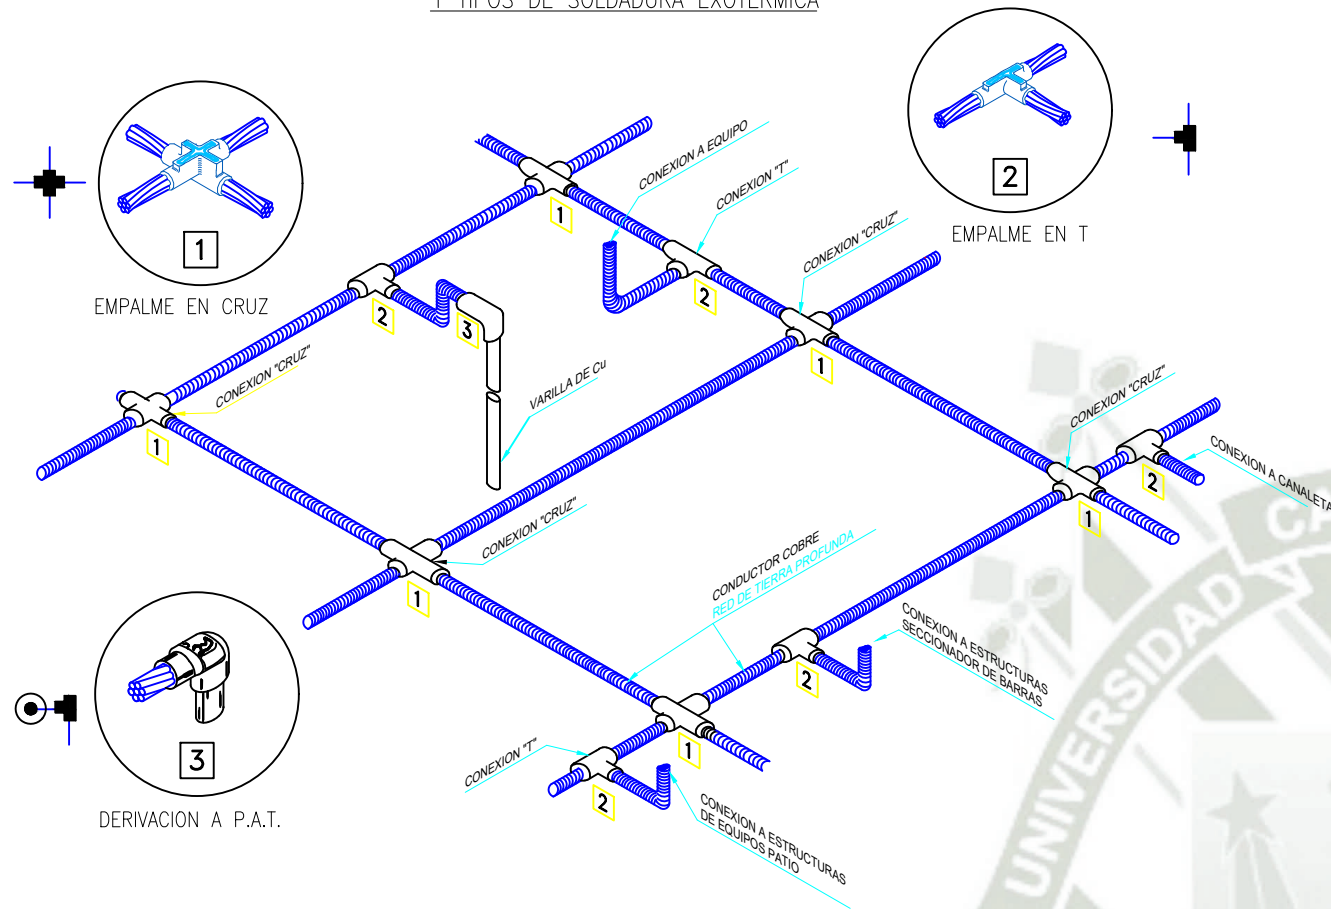 Y TIPOS DE SOLDADURA EXOTERMICA
1
EMPALME EN CRUZ
2
EMPALME EN T
CONEXION A EQUIPO
CONEXION "T"
CONEXION "CRUZ"
1
2
2
3
1
CONEXION "CRUZ"
VARILLA DE Cu
1
CONEXION "CRUZ"
CONEXION A CANALETA
2
1
CONEXION "CRUZ"
1
CONDUCTOR COBRE
RED DE TIERRA PROFUNDA
CONEXION A ESTRUCTURAS
SECCIONADOR DE BARRAS
2
3
DERIVACION A P.A.T.
1
CONEXION "T"
2
CONEXION A ESTRUCTURAS
DE EQUIPOS PATIO
UNIVERSIDAD
CA